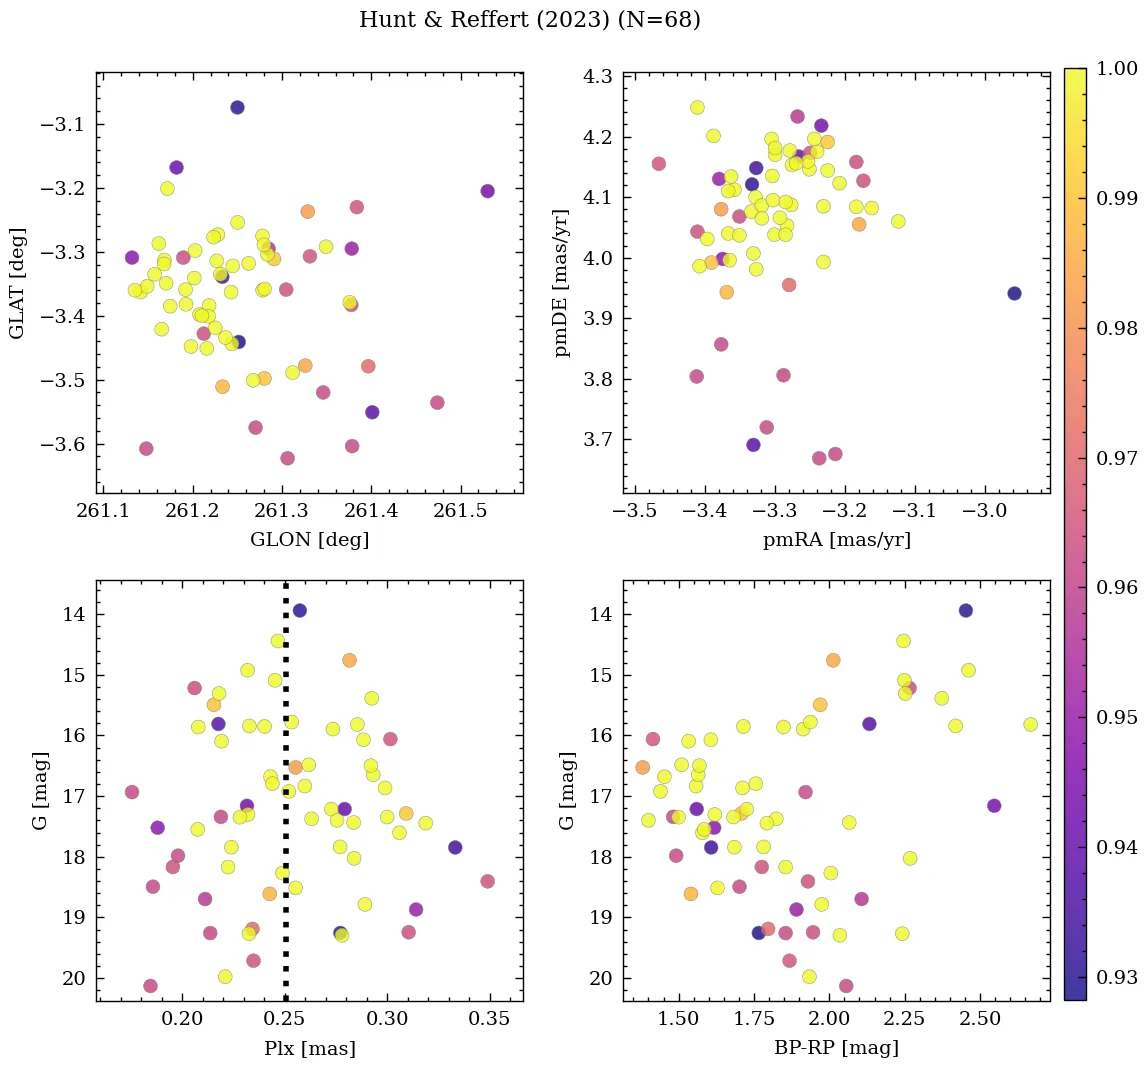 Hunt & Reffert (2023) (N=68)
−3.1
−3.2
−3.3
−3.4
−3.5
−3.6
GLAT [deg]
261.1 261.2 261.3 261.4 261.5
GLON [deg]
4.3
4.2
4.1
4.0
3.9
3.8
3.7
pmDE [mas/yr]
−3.5 −3.4 −3.3 −3.2 −3.1 −3.0
pmRA [mas/yr]
14
15
16
17
18
19
20
G [mag]
0.20 0.25 0.30 0.35
Plx [mas]
14
15
16
17
18
19
20
G [mag]
1.50 1.75 2.00 2.25 2.50
BP-RP [mag]
1.00
0.99
0.98
0.97
0.96
0.95
0.94
0.93